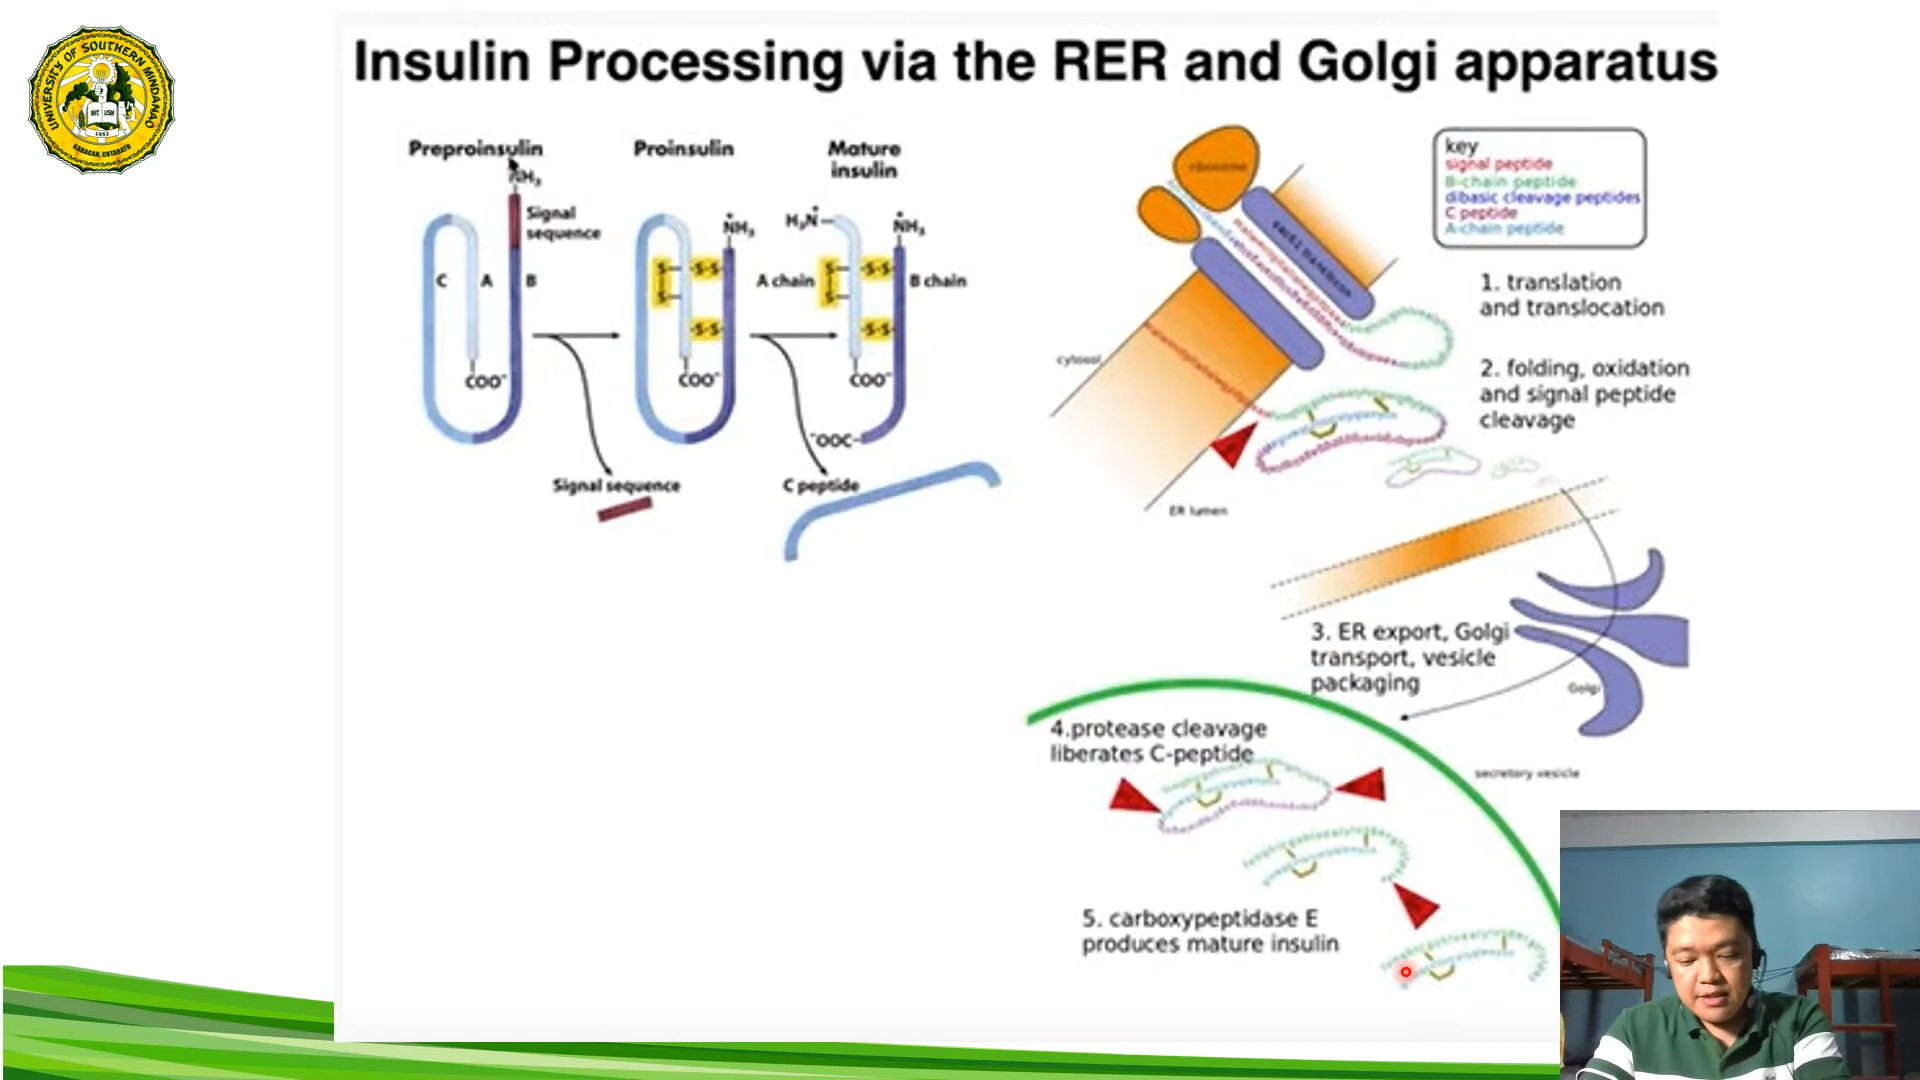 UNIVERSITY OF SOUTHERN MINDANAO
1952
KABACAN, COTABATO
Insulin Processing via the RER and Golgi apparatus
Preproinsulin
NH₃
Signal
sequence
C
A
B
COO⁻
Signal sequence
Proinsulin
N⁺H₃
S
S
-S-S-
-S-S-
COO⁻
Mature
insulin
H₃N⁺
N⁺H₃
A chain
S
S
-S-S-
-S-S-
B chain
COO⁻
⁻OOC
C peptide
ribosome
sec61 translocon
cytosol
ER lumen
key
signal peptide
B-chain peptide
dibasic cleavage peptides
C peptide
A-chain peptide
1. translation
and translocation
2. folding, oxidation
and signal peptide
cleavage
3. ER export, Golgi
transport, vesicle
packaging
Golgi
4.protease cleavage
liberates C-peptide
secretory vesicle
5. carboxypeptidase E
produces mature insulin